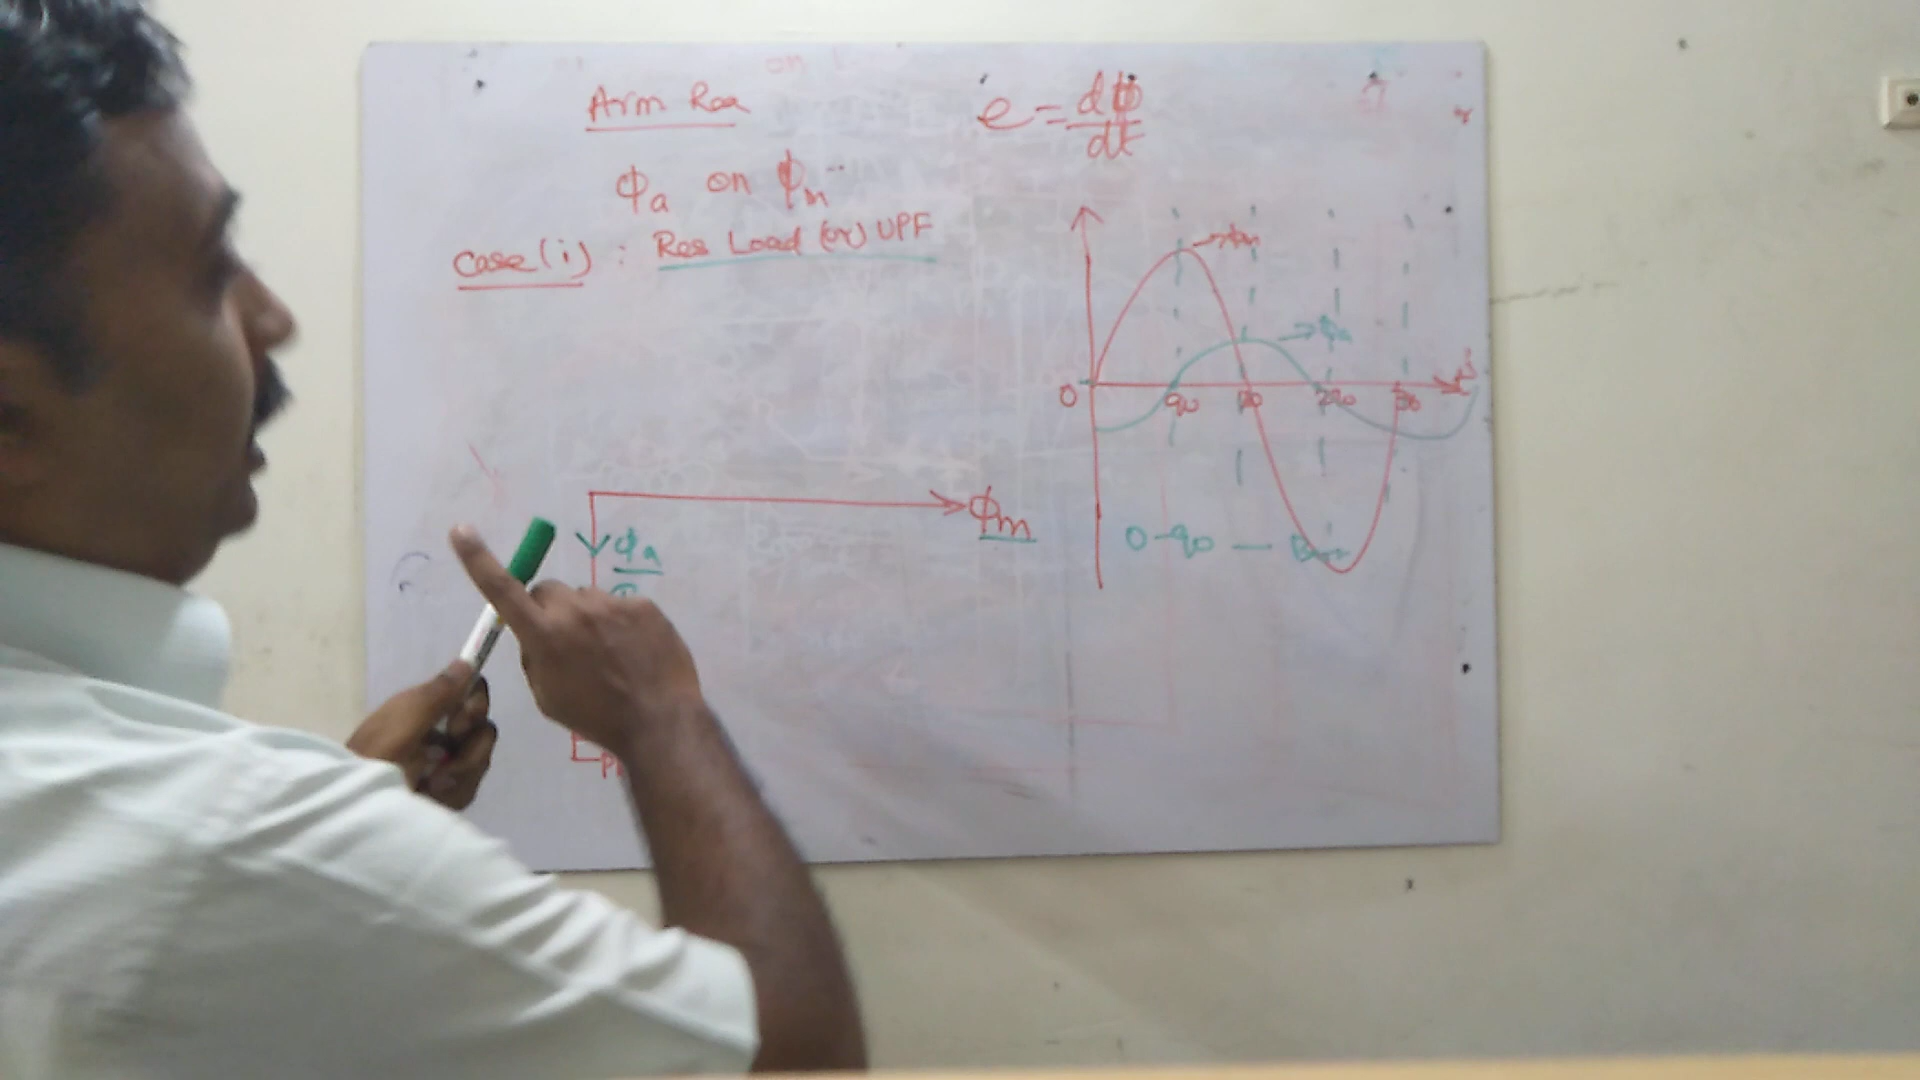 Arm Rea
e = dΦ
dt
Φa on Φm
Case (i) : Res Load (or) UPF
Φm
Φa
0 90 180 270 360 t
Φm
Φa
0-90 —